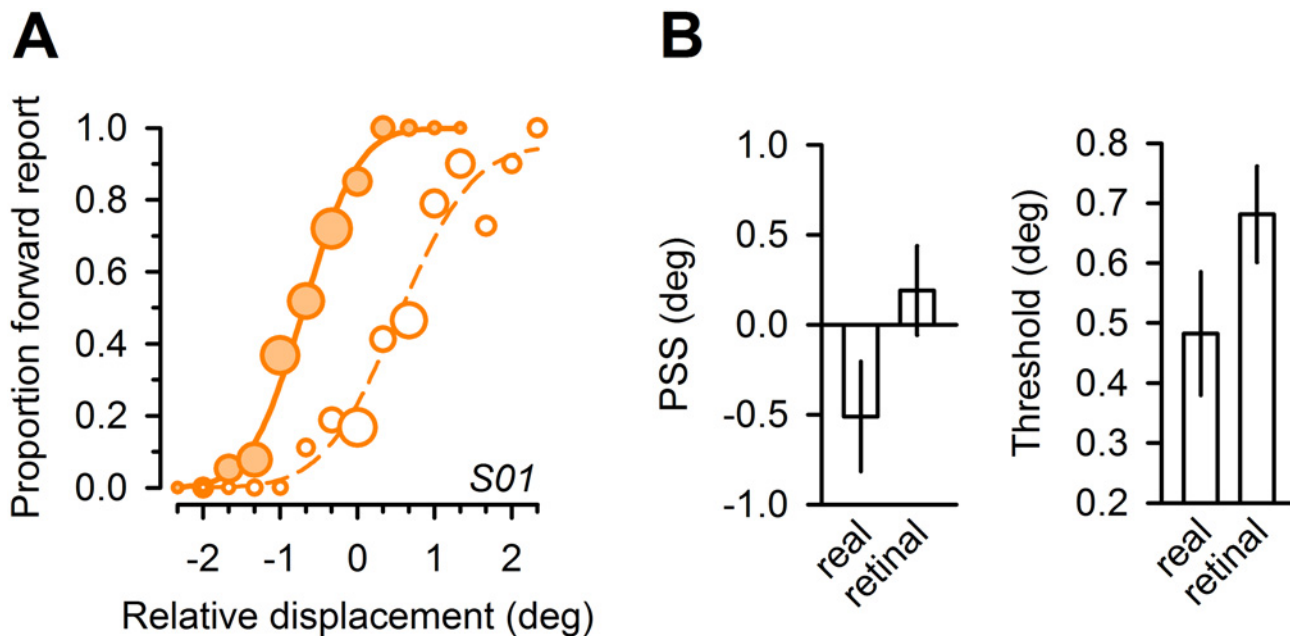 A
Proportion forward report
1.0
0.8
0.6
0.4
0.2
0.0
S01
-2 -1 0 1 2
Relative displacement (deg)
B
PSS (deg)
1.0
0.5
0.0
-0.5
-1.0
real
retinal
Threshold (deg)
0.8
0.7
0.6
0.5
0.4
0.3
0.2
real
retinal